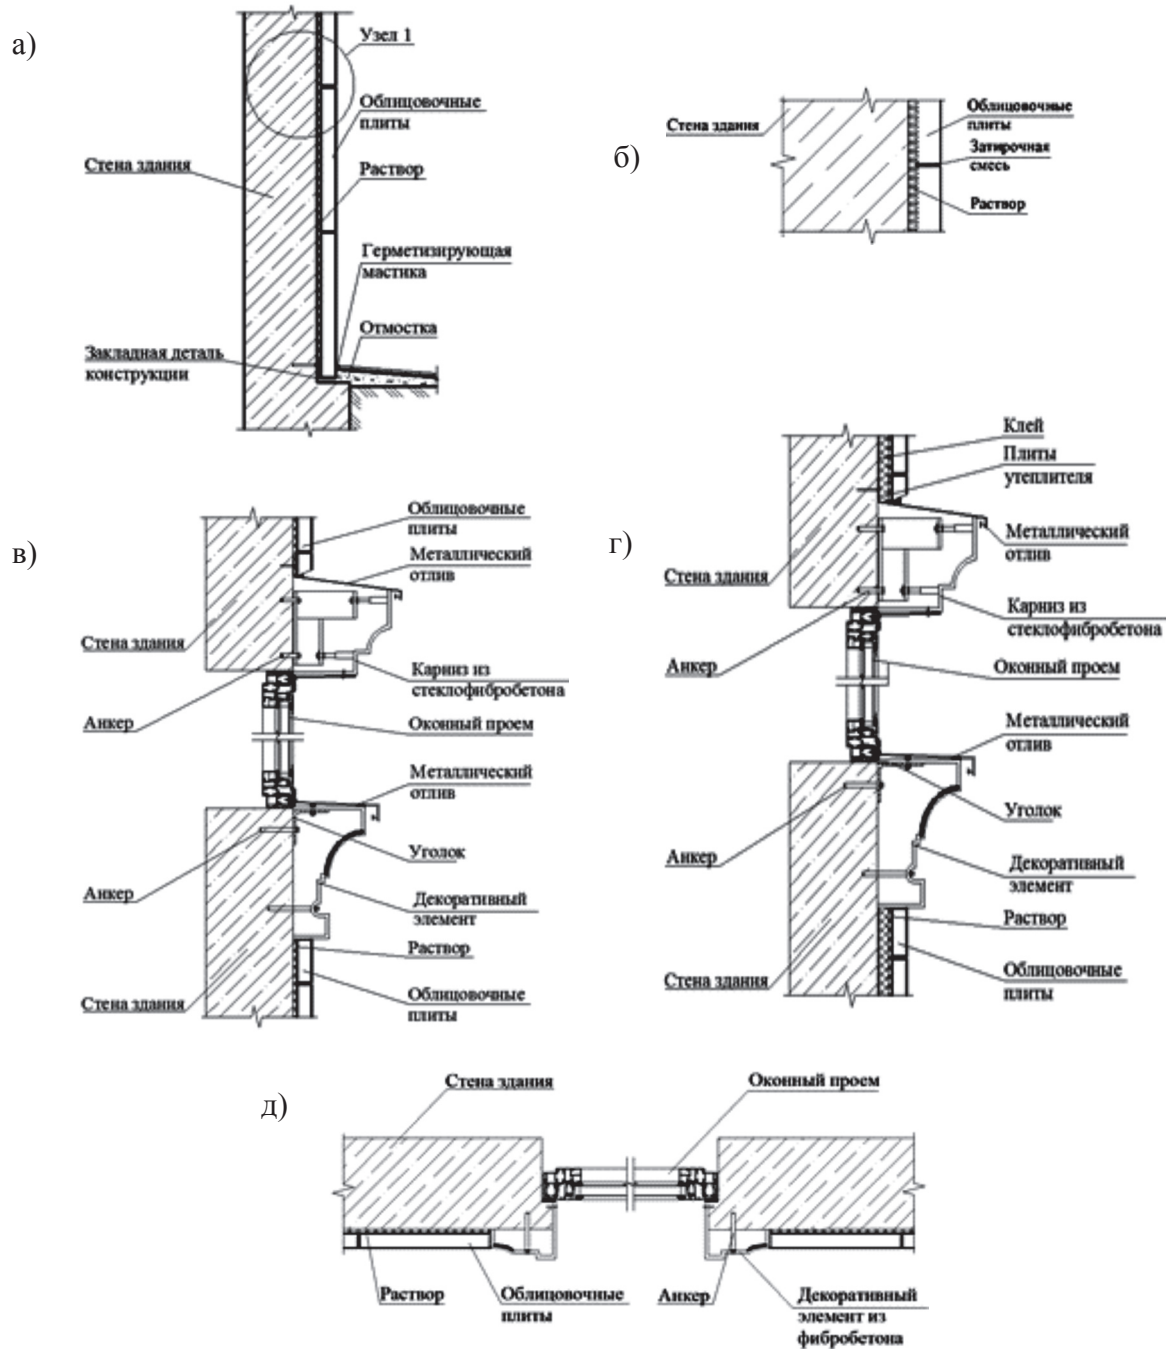 а)
Узел 1
Облицовочные
плиты
Стена здания
Раствор
Герметизирующая
мастика
Отмостка
Закладная деталь
конструкции
б)
Стена здания
Облицовочные
плиты
Затирочная
смесь
Раствор
в)
Облицовочные
плиты
Металлический
отлив
Стена здания
Карниз из
стеклофибробетона
Анкер
Оконный проем
Металлический
отлив
Уголок
Анкер
Декоративный
элемент
Раствор
Стена здания
Облицовочные
плиты
г)
Клей
Плиты
утеплителя
Металлический
отлив
Стена здания
Карниз из
стеклофибробетона
Анкер
Оконный проем
Металлический
отлив
Уголок
Анкер
Декоративный
элемент
Раствор
Стена здания
Облицовочные
плиты
д)
Стена здания
Оконный проем
Раствор
Облицовочные
плиты
Анкер
Декоративный
элемент из
фибробетона